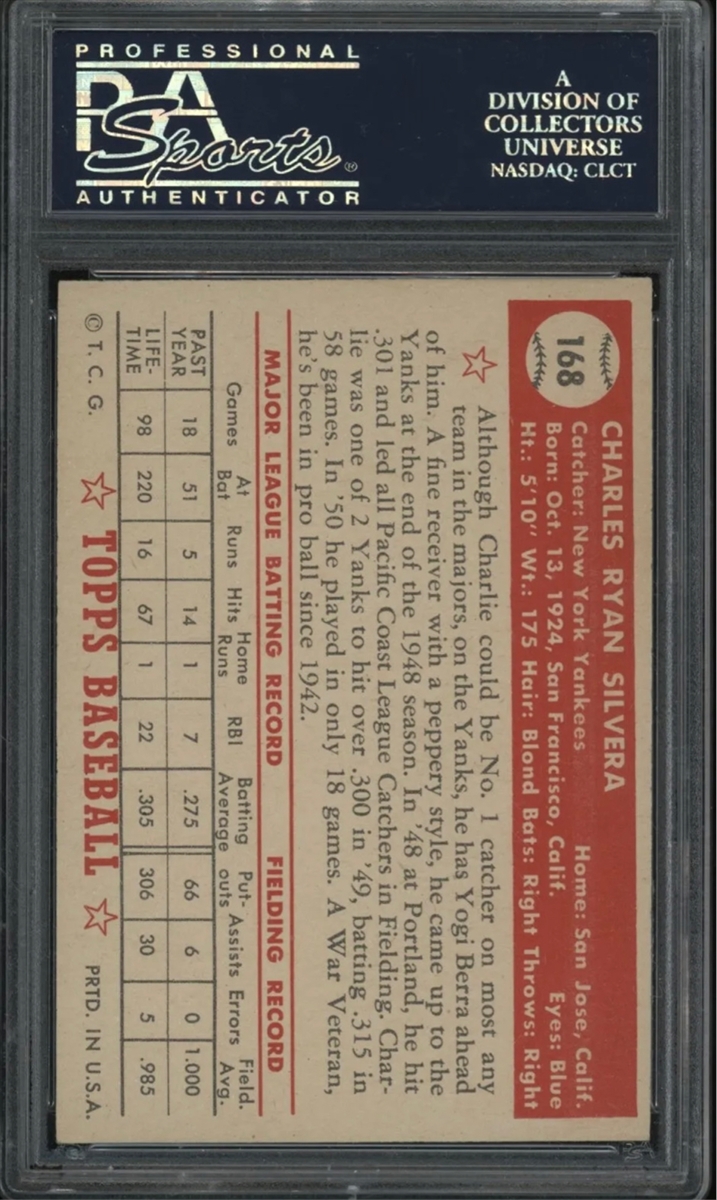 PROFESSIONAL
PSA
Sports®
AUTHENTICATOR
A
DIVISION OF
COLLECTORS
UNIVERSE
NASDAQ: CLCT
168
CHARLES RYAN SILVERA
Catcher: New York Yankees Home: San Jose, Calif.
Born: Oct. 13, 1924, San Francisco, Calif. Eyes: Blue
Ht.: 5'10" Wt.: 175 Hair: Blond Bats: Right Throws: Right
Although Charlie could be No. 1 catcher on most any
team in the majors, on the Yanks, he has Yogi Berra ahead
of him. A fine receiver with a peppery style, he came up to the
Yanks at the end of the 1948 season. In '48 at Portland, he hit
.301 and led all Pacific Coast League Catchers in Fielding. Char-
lie was one of 2 Yanks to hit over .300 in '49, batting .315 in
58 games. In '50 he played in only 18 games. A War Veteran,
he's been in pro ball since 1942.
MAJOR LEAGUE BATTING RECORD FIELDING RECORD
Games At Bat Runs Hits Home Runs RBI Batting Average Put-outs Assists Errors Field. Avg.
PAST YEAR 18 51 5 14 1 7 .275 66 6 0 1.000
LIFE-TIME 98 220 16 67 1 22 .305 306 30 5 .985
© T. C. G. TOPPS BASEBALL PRTD. IN U.S.A.